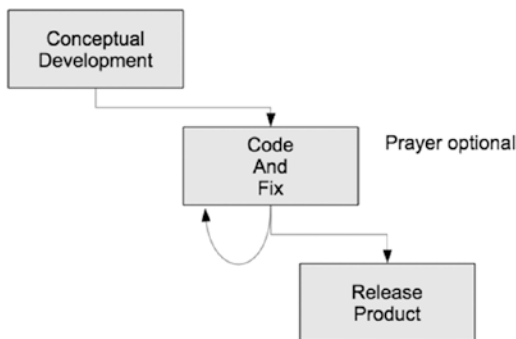 Conceptual
Development
Code
And
Fix
Prayer optional
Release
Product